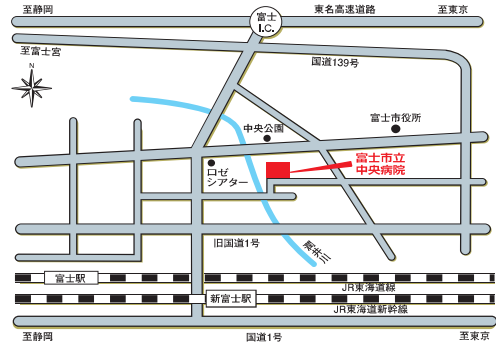 至静岡
富士
I.C.
東名高速道路
至東京
至富士宮
国道139号
N
中央公園
富士市役所
ロゼ
シアター
富士市立
中央病院
旧国道1号
潤井川
富士駅
JR東海道線
新富士駅
JR東海道新幹線
至静岡
国道1号
至東京